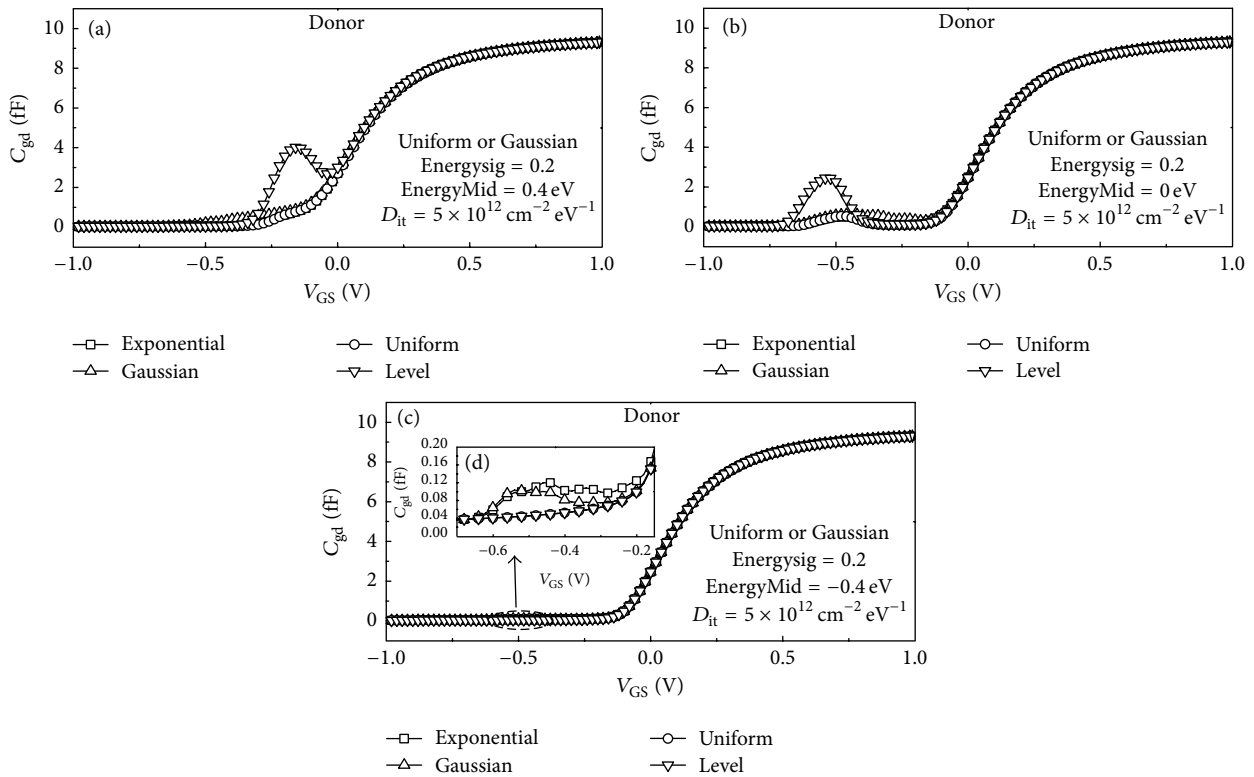 (a)
Donor
10
8
6
4
2
0
C_gd (fF)
Uniform or Gaussian
Energysig = 0.2
EnergyMid = 0.4 eV
D_it = 5 × 10^12 cm^−2 eV^−1
−1.0 −0.5 0.0 0.5 1.0
V_GS (V)
Exponential
Gaussian
Uniform
Level
(b)
Donor
10
8
6
4
2
0
C_gd (fF)
Uniform or Gaussian
Energysig = 0.2
EnergyMid = 0 eV
D_it = 5 × 10^12 cm^−2 eV^−1
−1.0 −0.5 0.0 0.5 1.0
V_GS (V)
Exponential
Gaussian
Uniform
Level
(c)
Donor
10
8
6
4
2
0
C_gd (fF)
(d)
0.20
0.16
0.12
0.08
0.04
0.00
C_gd (fF)
−0.6 −0.4 −0.2
V_GS (V)
Uniform or Gaussian
Energysig = 0.2
EnergyMid = −0.4 eV
D_it = 5 × 10^12 cm^−2 eV^−1
−1.0 −0.5 0.0 0.5 1.0
V_GS (V)
Exponential
Gaussian
Uniform
Level